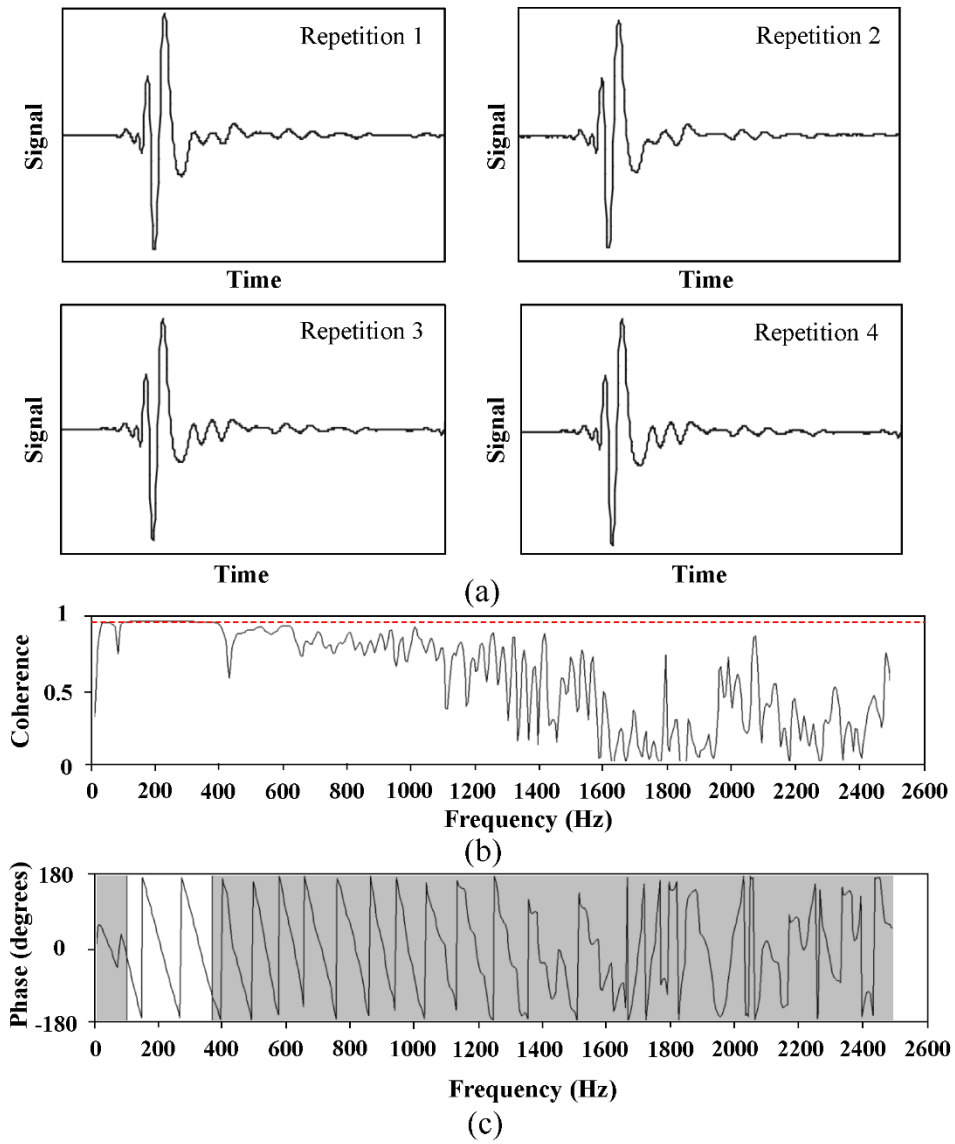 Repetition 1
Signal
Time
Repetition 2
Signal
Time
Repetition 3
Signal
Time
Repetition 4
Signal
Time
(a)
Coherence
1
0.5
0
0 200 400 600 800 1000 1200 1400 1600 1800 2000 2200 2400 2600
Frequency (Hz)
(b)
Phase (degrees)
180
0
-180
0 200 400 600 800 1000 1200 1400 1600 1800 2000 2200 2400 2600
Frequency (Hz)
(c)